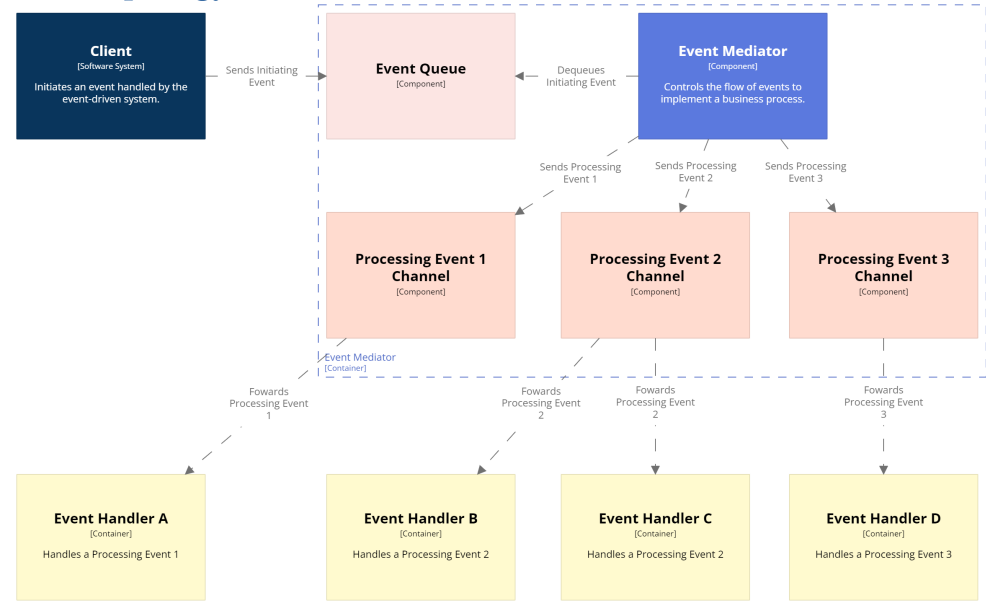 Client
[Software System]
Initiates an event handled by the
event-driven system.
Sends Initiating
Event
Event Queue
[Component]
Dequeues
Initiating Event
Event Mediator
[Component]
Controls the flow of events to
implement a business process.
Sends Processing
Event 1
Sends Processing
Event 2
Sends Processing
Event 3
Processing Event 1
Channel
[Component]
Processing Event 2
Channel
[Component]
Processing Event 3
Channel
[Component]
Event Mediator
[Container]
Fowards
Processing Event
1
Fowards
Processing Event
2
Fowards
Processing Event
2
Fowards
Processing Event
3
Event Handler A
[Container]
Handles a Processing Event 1
Event Handler B
[Container]
Handles a Processing Event 2
Event Handler C
[Container]
Handles a Processing Event 2
Event Handler D
[Container]
Handles a Processing Event 3